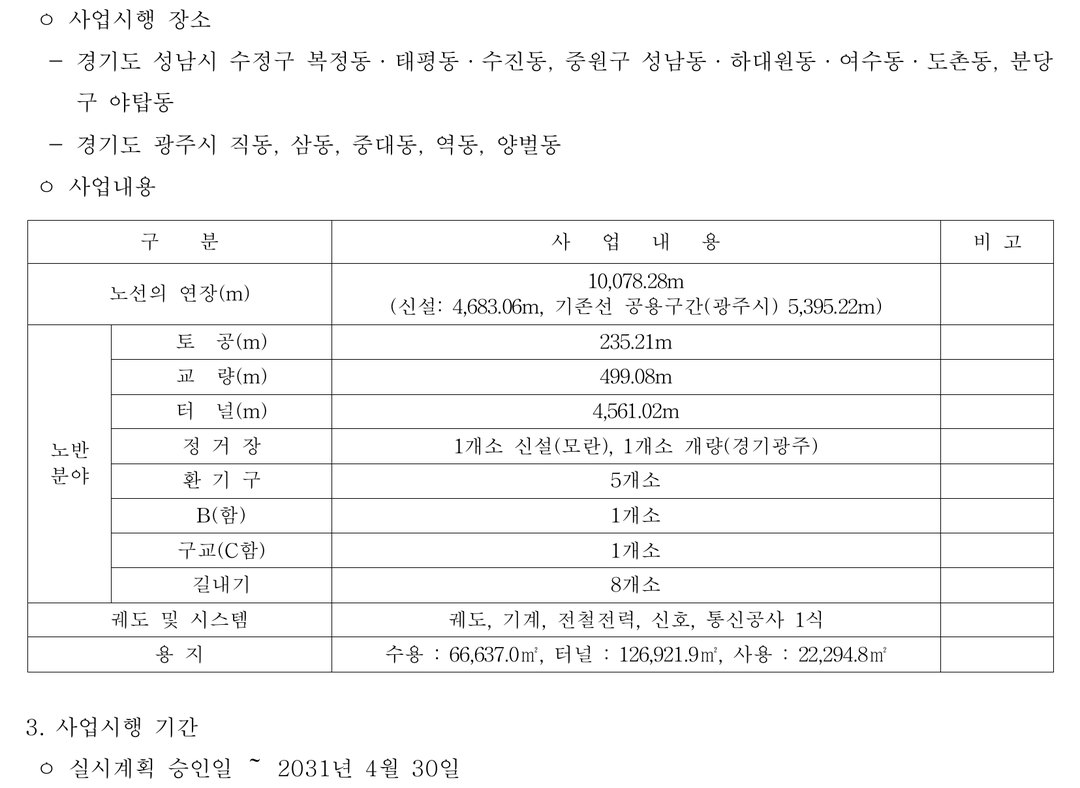 ○ 사업시행 장소
- 경기도 성남시 수정구 복정동·태평동·수진동, 중원구 성남동·하대원동·여수동·도촌동, 분당
구 야탑동
- 경기도 광주시 직동, 삼동, 중대동, 역동, 양벌동
○ 사업내용
구 분 사 업 내 용 비 고
노선의 연장(m) 10,078.28m
(신설: 4,683.06m, 기존선 공용구간(광주시) 5,395.22m)
노반
분야
토 공(m) 235.21m
교 량(m) 499.08m
터 널(m) 4,561.02m
정 거 장 1개소 신설(모란), 1개소 개량(경기광주)
환 기 구 5개소
B(함) 1개소
구교(C함) 1개소
길내기 8개소
궤도 및 시스템 궤도, 기계, 전철전력, 신호, 통신공사 1식
용 지 수용 : 66,637.0㎡, 터널 : 126,921.9㎡, 사용 : 22,294.8㎡
3. 사업시행 기간
○ 실시계획 승인일 ~ 2031년 4월 30일